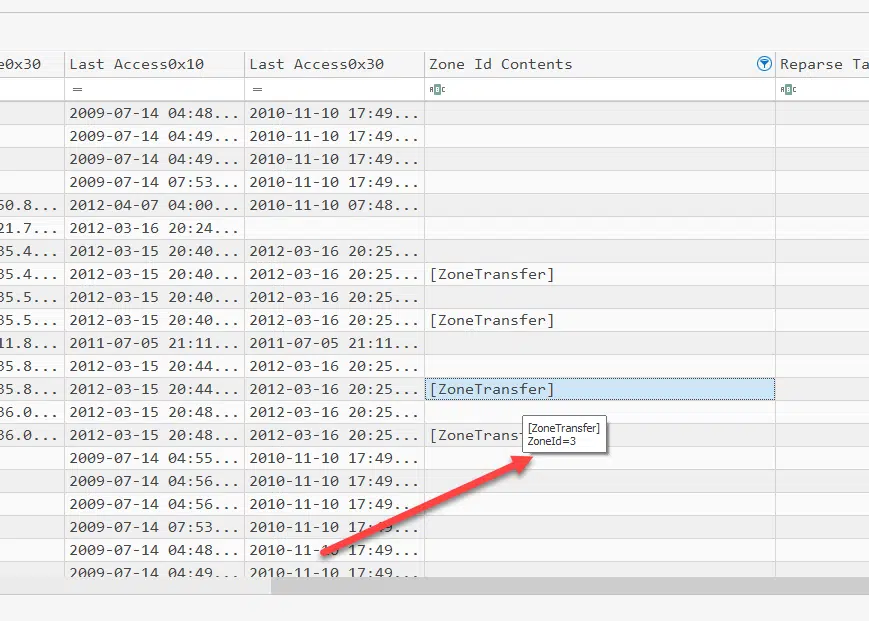 e0x30 Last Access0x10 Last Access0x30 Zone Id Contents Reparse Ta
= = ABC ABC
2009-07-14 04:48... 2010-11-10 17:49...
2009-07-14 04:49... 2010-11-10 17:49...
2009-07-14 04:49... 2010-11-10 17:49...
2009-07-14 07:53... 2010-11-10 17:49...
50.8... 2012-04-07 04:00... 2010-11-10 07:48...
21.7... 2012-03-16 20:24...
35.4... 2012-03-15 20:40... 2012-03-16 20:25...
35.4... 2012-03-15 20:40... 2012-03-16 20:25... [ZoneTransfer]
35.5... 2012-03-15 20:40... 2012-03-16 20:25...
35.5... 2012-03-15 20:40... 2012-03-16 20:25... [ZoneTransfer]
11.8... 2011-07-05 21:11... 2011-07-05 21:11...
35.8... 2012-03-15 20:44... 2012-03-16 20:25...
35.8... 2012-03-15 20:44... 2012-03-16 20:25... [ZoneTransfer]
36.0... 2012-03-15 20:48... 2012-03-16 20:25...
36.0... 2012-03-15 20:48... 2012-03-16 20:25... [ZoneTrans
[ZoneTransfer]
ZoneId=3
2009-07-14 04:55... 2010-11-10 17:49...
2009-07-14 04:56... 2010-11-10 17:49...
2009-07-14 04:56... 2010-11-10 17:49...
2009-07-14 07:53... 2010-11-10 17:49...
2009-07-14 04:48... 2010-11-10 17:49...
2009-07-14 04:49... 2010-11-10 17:49...